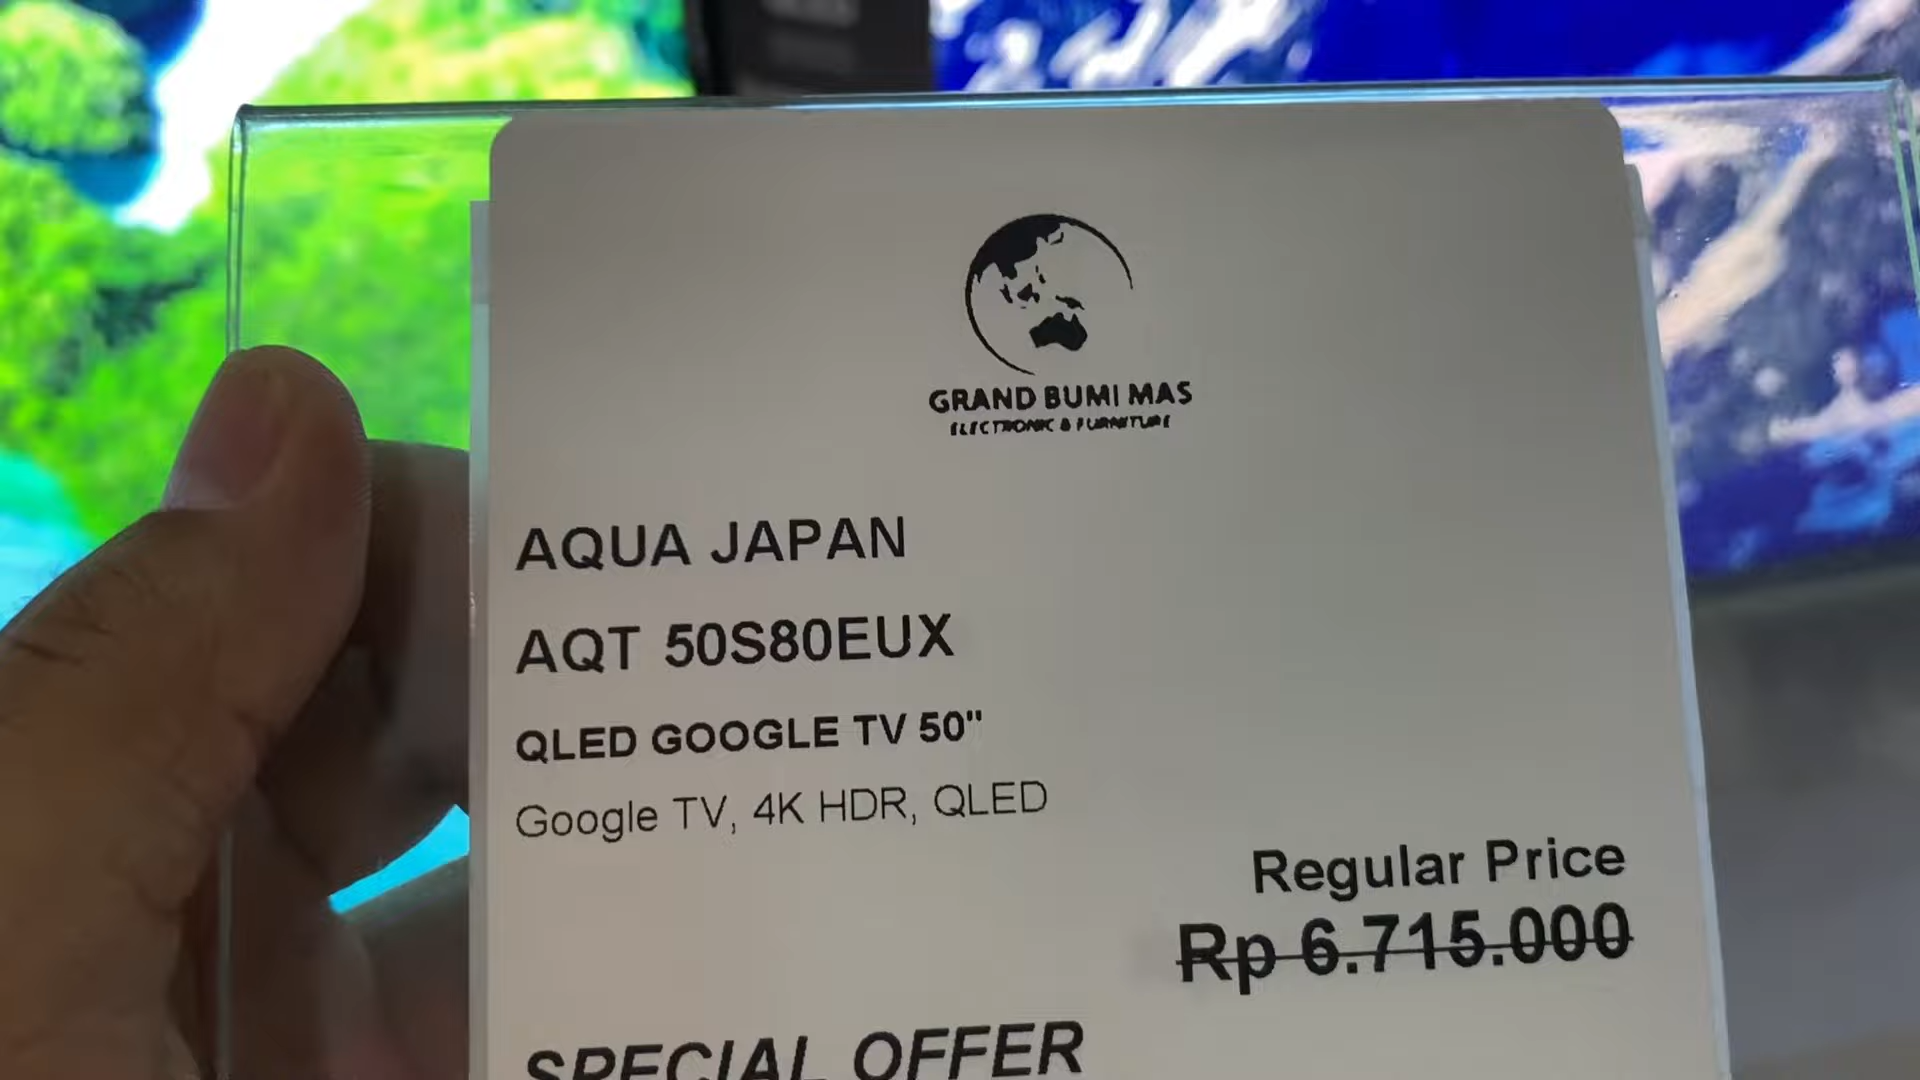 GRAND BUMI MAS
ELECTRONIC & FURNITURE
AQUA JAPAN
AQT 50S80EUX
QLED GOOGLE TV 50"
Google TV, 4K HDR, QLED
Regular Price
Rp 6.715.000
SPECIAL OFFER